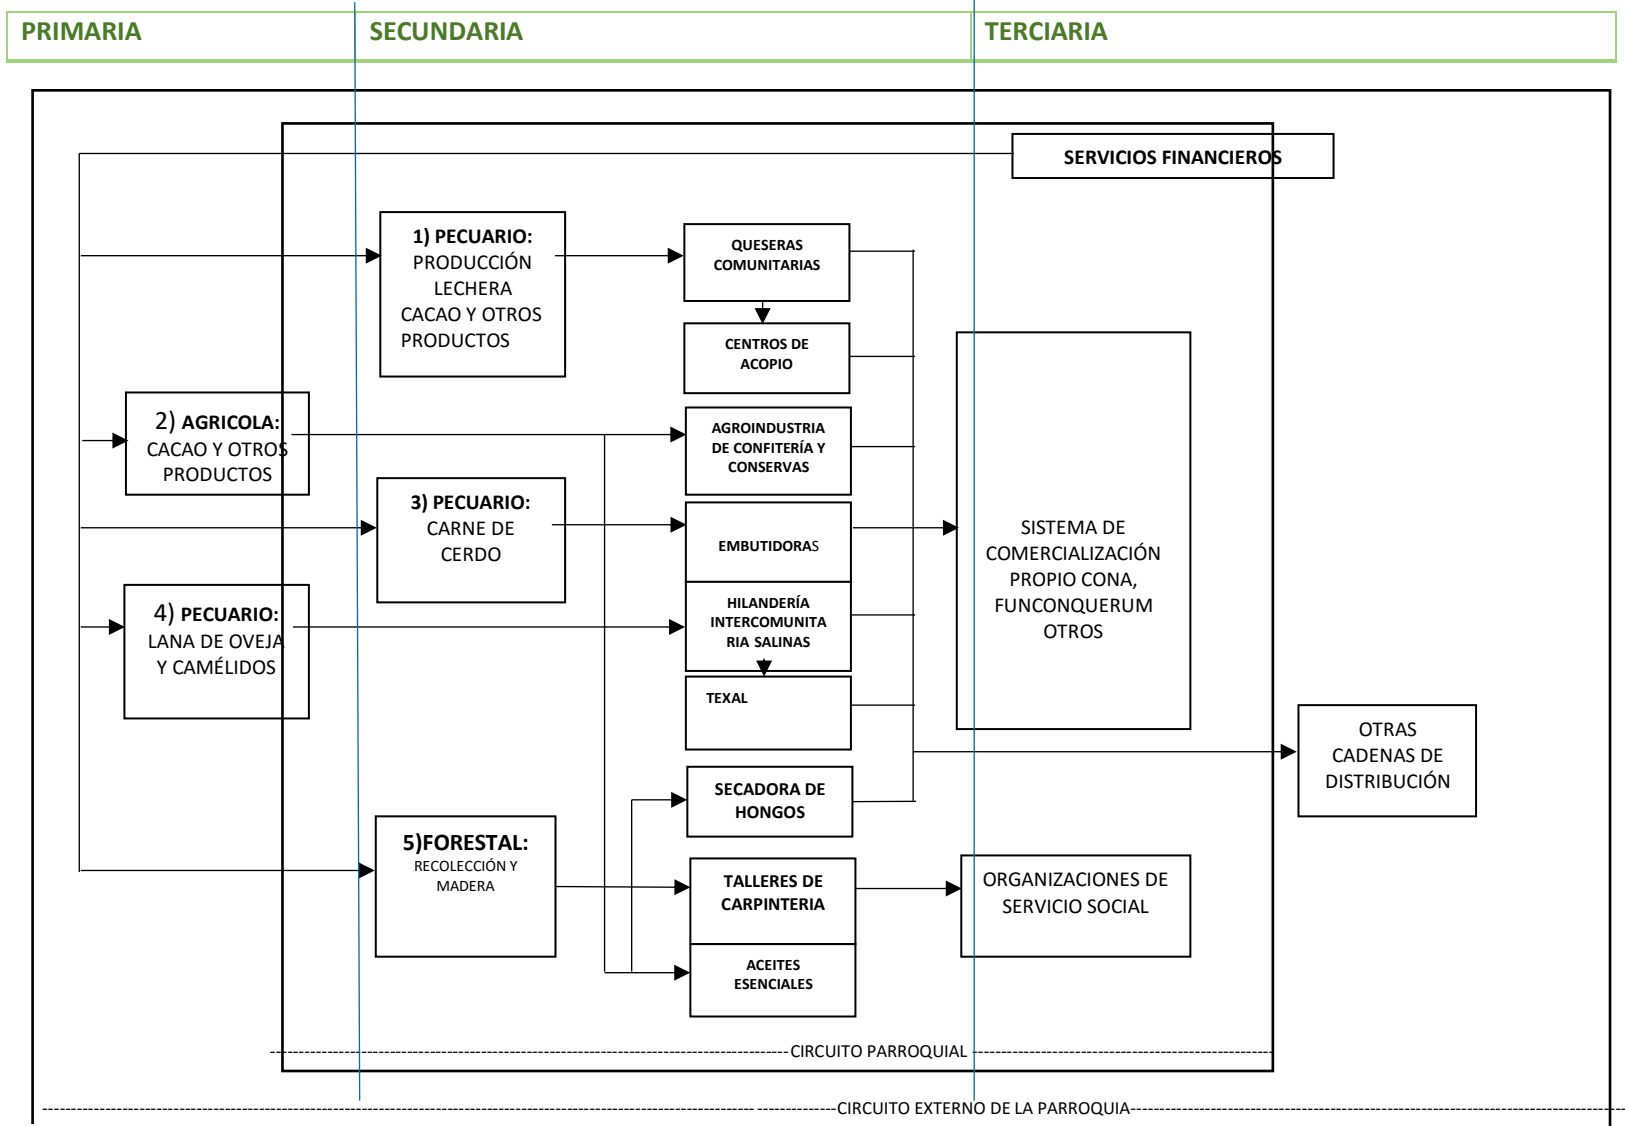 PRIMARIA
SECUNDARIA
TERCIARIA
SERVICIOS FINANCIEROS
1) PECUARIO:
PRODUCCIÓN
LECHERA
CACAO Y OTROS
PRODUCTOS
QUESERAS
COMUNITARIAS
CENTROS DE
ACOPIO
2) AGRICOLA:
CACAO Y OTROS
PRODUCTOS
AGROINDUSTRIA
DE CONFITERÍA Y
CONSERVAS
3) PECUARIO:
CARNE DE
CERDO
EMBUTIDORAS
SISTEMA DE
COMERCIALIZACIÓN
PROPIO CONA,
FUNCONQUERUM
OTROS
4) PECUARIO:
LANA DE OVEJA
Y CAMÉLIDOS
HILANDERÍA
INTERCOMUNITA
RIA SALINAS
TEXAL
OTRAS
CADENAS DE
DISTRIBUCIÓN
SECADORA DE
HONGOS
5)FORESTAL:
RECOLECCIÓN Y
MADERA
TALLERES DE
CARPINTERIA
ORGANIZACIONES DE
SERVICIO SOCIAL
ACEITES
ESENCIALES
CIRCUITO PARROQUIAL
CIRCUITO EXTERNO DE LA PARROQUIA